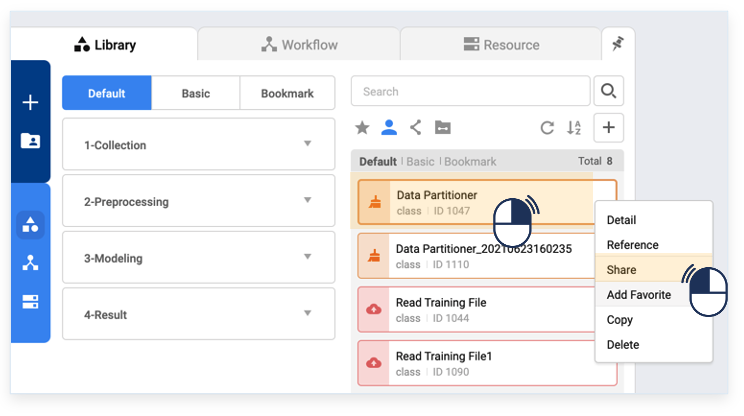 Library
Workflow
Resource
Default
Basic
Bookmark
1-Collection
2-Preprocessing
3-Modeling
4-Result
Search
Default | Basic | Bookmark
Total 8
Data Partitioner
class | ID 1047
Data Partitioner_20210623160235
class | ID 1110
Read Training File
class | ID 1044
Read Training File1
class | ID 1090
Detail
Reference
Share
Add Favorite
Copy
Delete